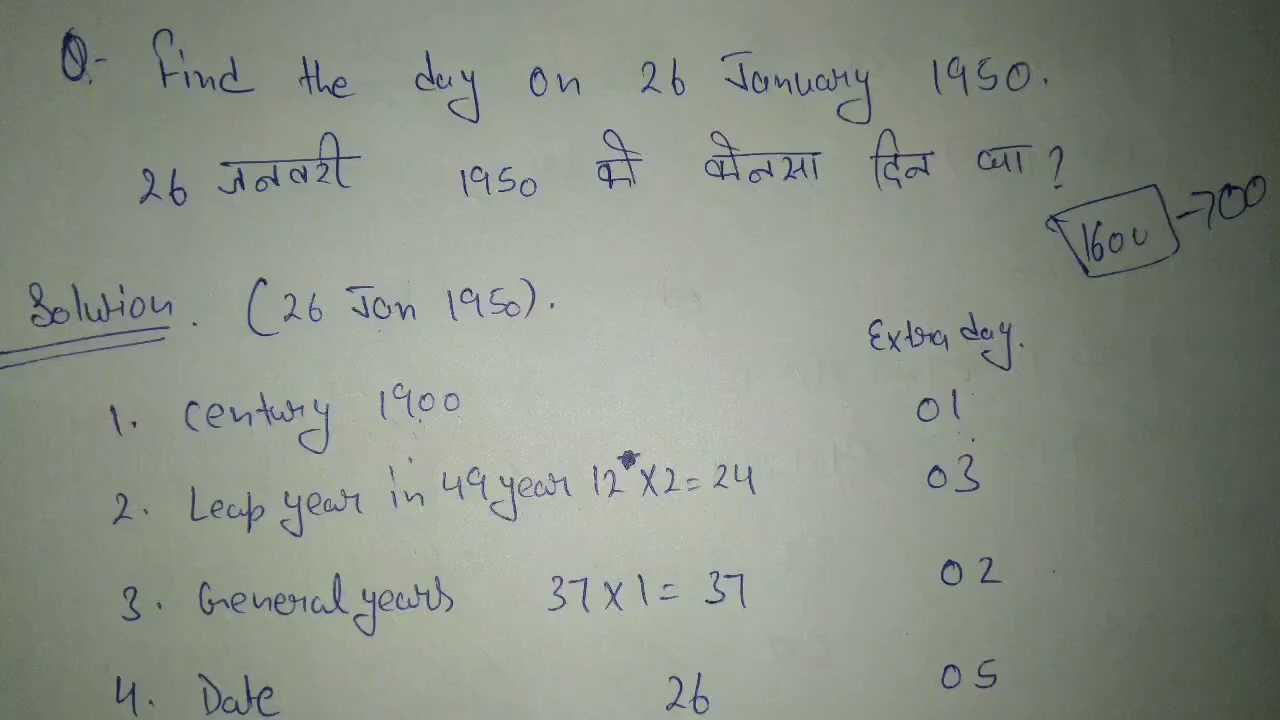 Q.- Find the day on 26 January 1950.
26 जनवरी 1950 को कोनसा दिन था ?
1600 - 700
Solution. (26 Jan 1950).
Extra day.
1. Century 1900 01
2. Leap year in 49 year 12 X2 = 24 03
3. General years 37 X 1 = 37 02
4. Date 26 05